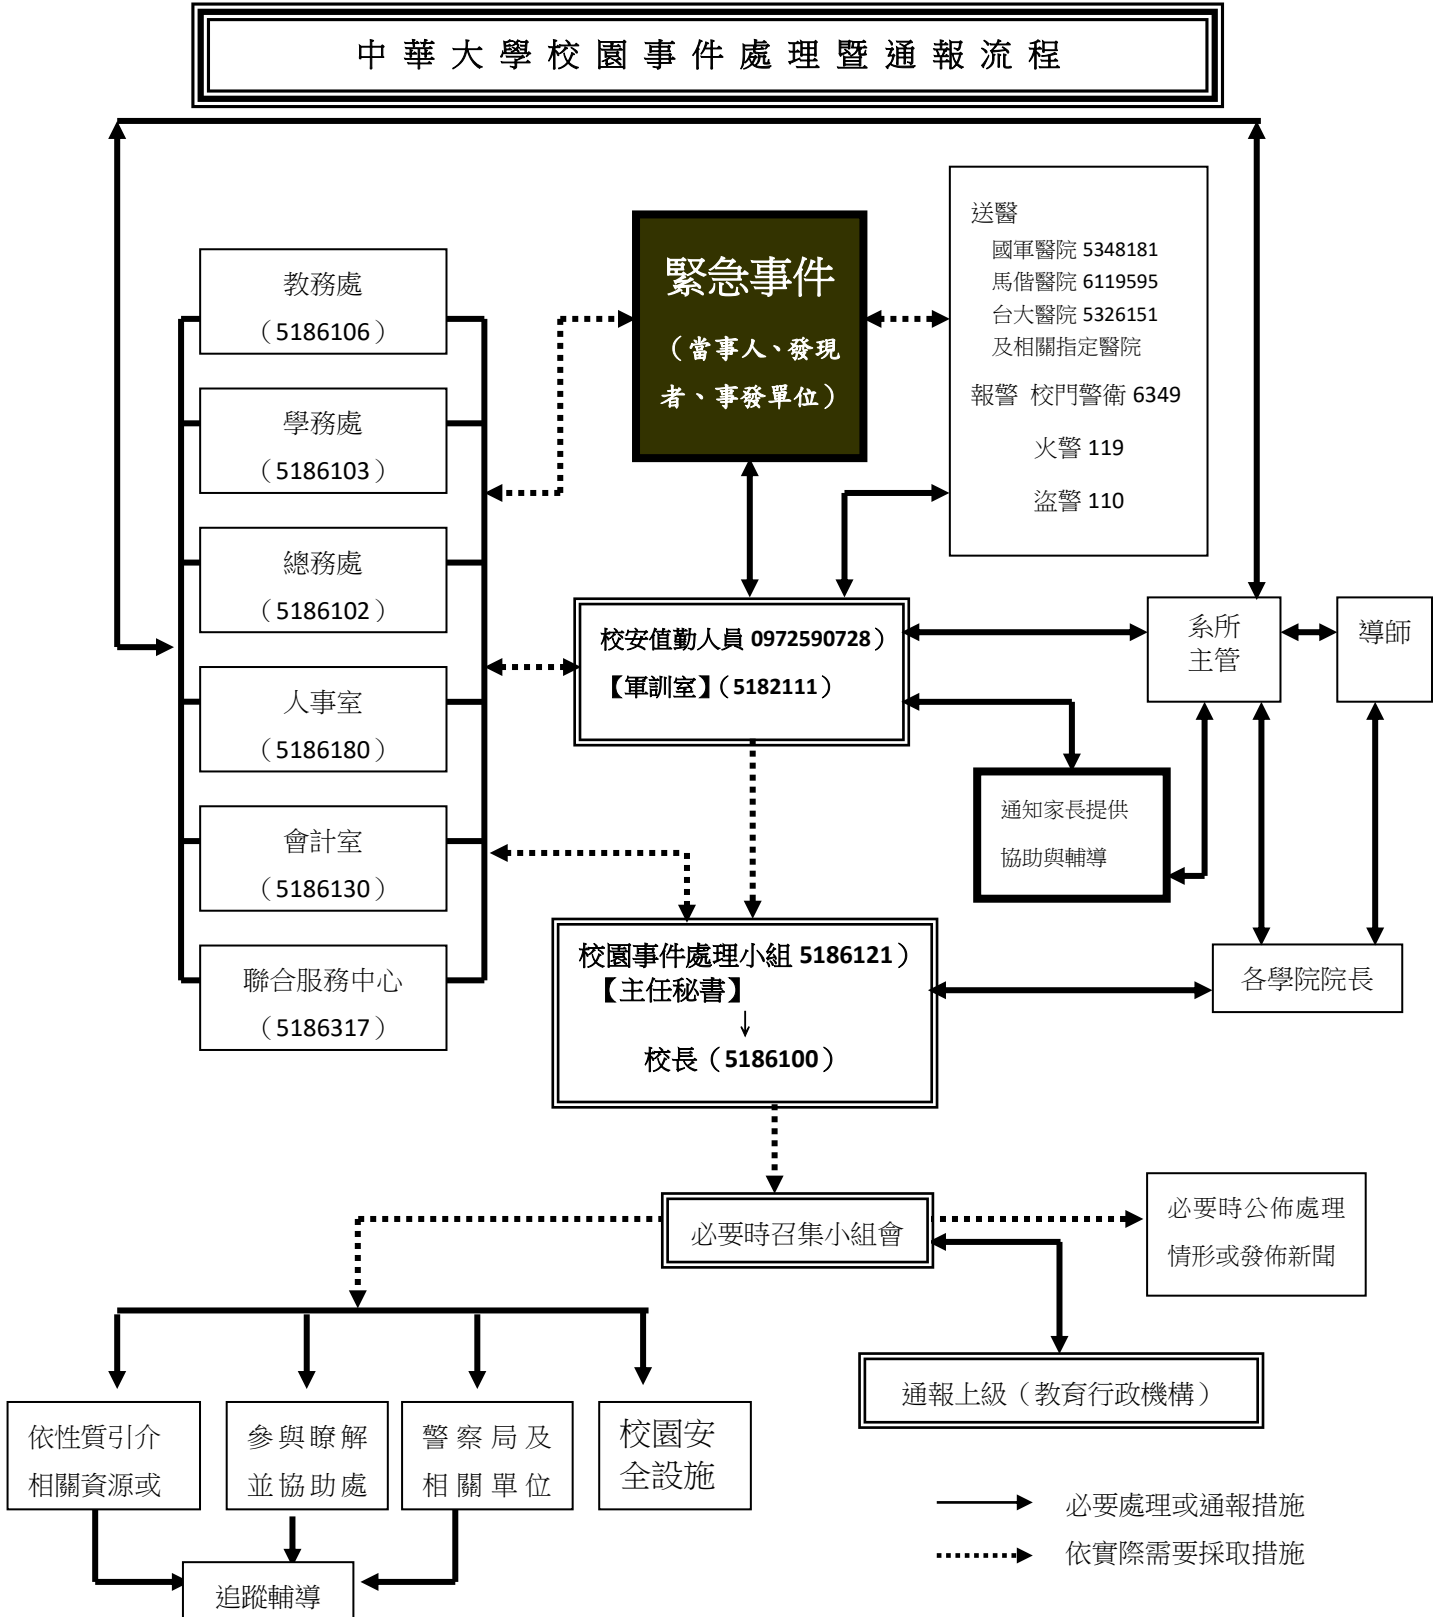 中華大學校園事件處理暨通報流程
送醫
國軍醫院 5348181
馬偕醫院 6119595
台大醫院 5326151
及相關指定醫院
報警 校門警衛 6349
火警 119
盜警 110
緊急事件
（當事人、發現
者、事發單位）
教務處
（5186106）
學務處
（5186103）
總務處
（5186102）
人事室
（5186180）
會計室
（5186130）
聯合服務中心
（5186317）
校安值勤人員 0972590728）
【軍訓室】（5182111）
系所
主管
導師
通知家長提供
協助與輔導
校園事件處理小組 5186121）
【主任秘書】
↓
校長（5186100）
各學院院長
必要時召集小組會
必要時公佈處理
情形或發佈新聞
通報上級（教育行政機構）
依性質引介
相關資源或
參與瞭解
並協助處
警察局及
相關單位
校園安
全設施
追蹤輔導
必要處理或通報措施
依實際需要採取措施